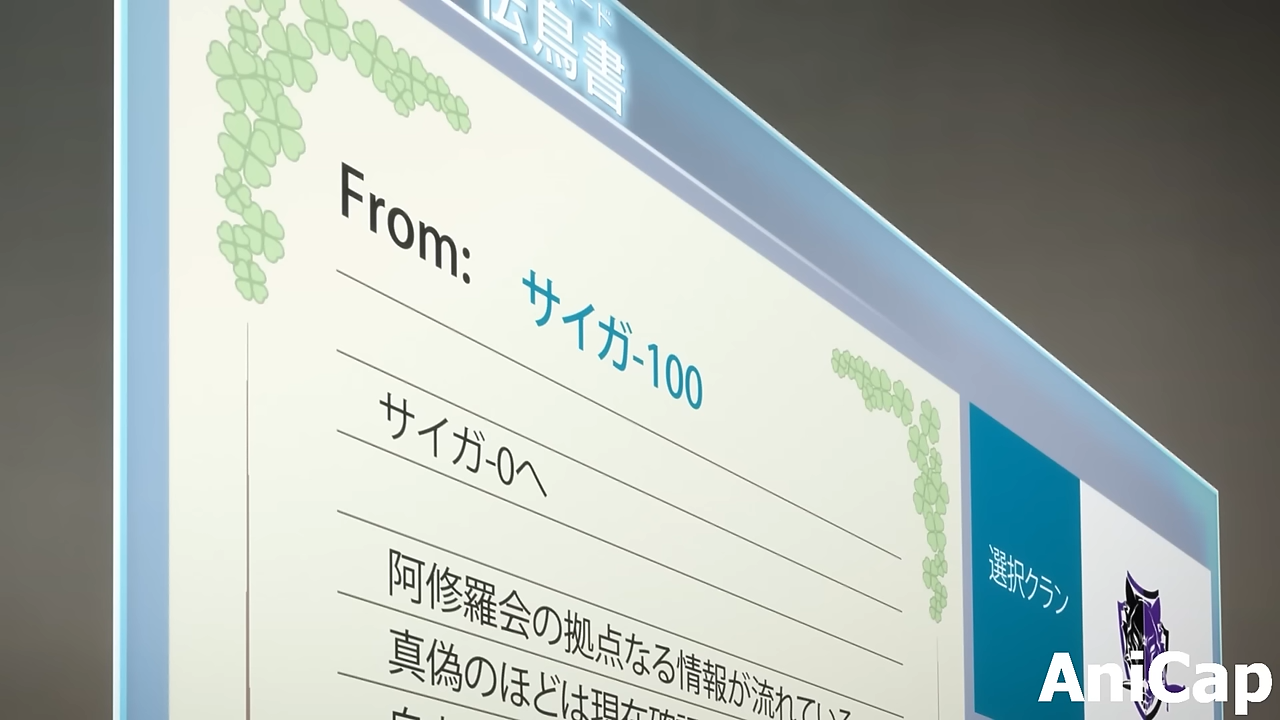 伝鳥書
From: サイガ-100
サイガ-0へ
阿修羅会の拠点なる情報が流れている
真偽のほどは現在確認
選択クラン
AniCap